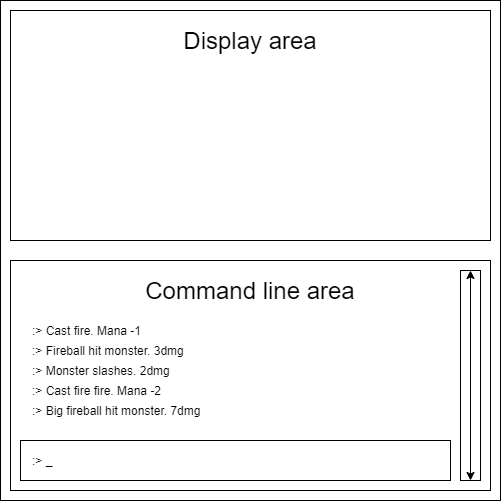 Display area
Command line area
:> Cast fire. Mana -1
:> Fireball hit monster. 3dmg
:> Monster slashes. 2dmg
:> Cast fire fire. Mana -2
:> Big fireball hit monster. 7dmg
:> _